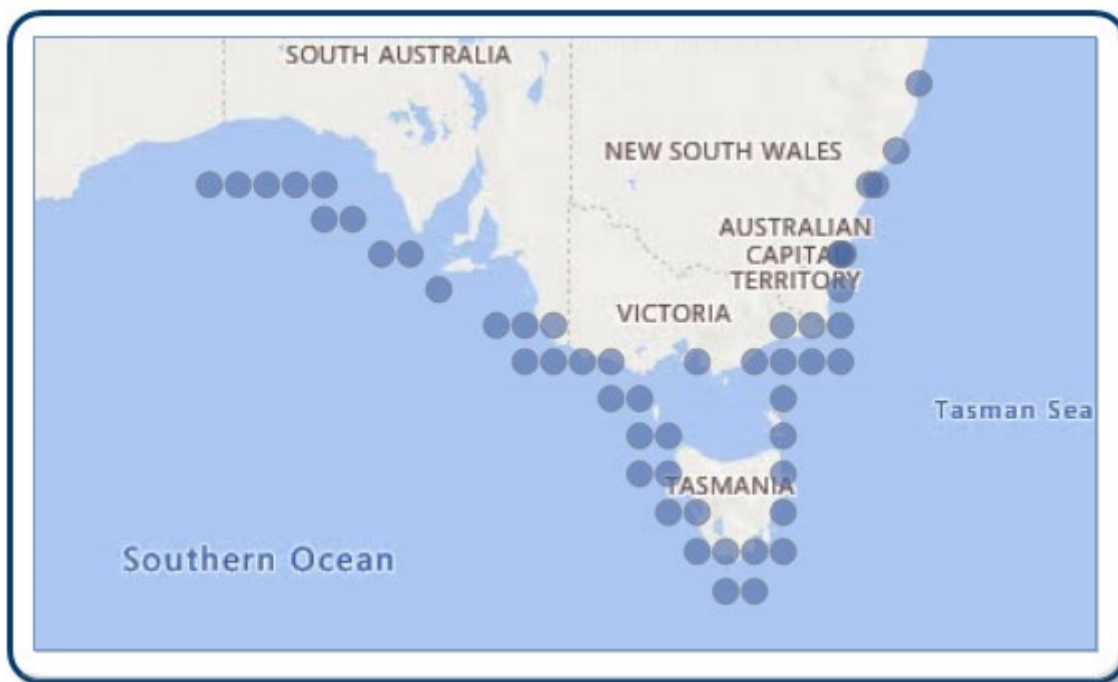 SOUTH AUSTRALIA
NEW SOUTH WALES
AUSTRALIAN
CAPITAL
TERRITORY
VICTORIA
Tasman Sea
TASMANIA
Southern Ocean